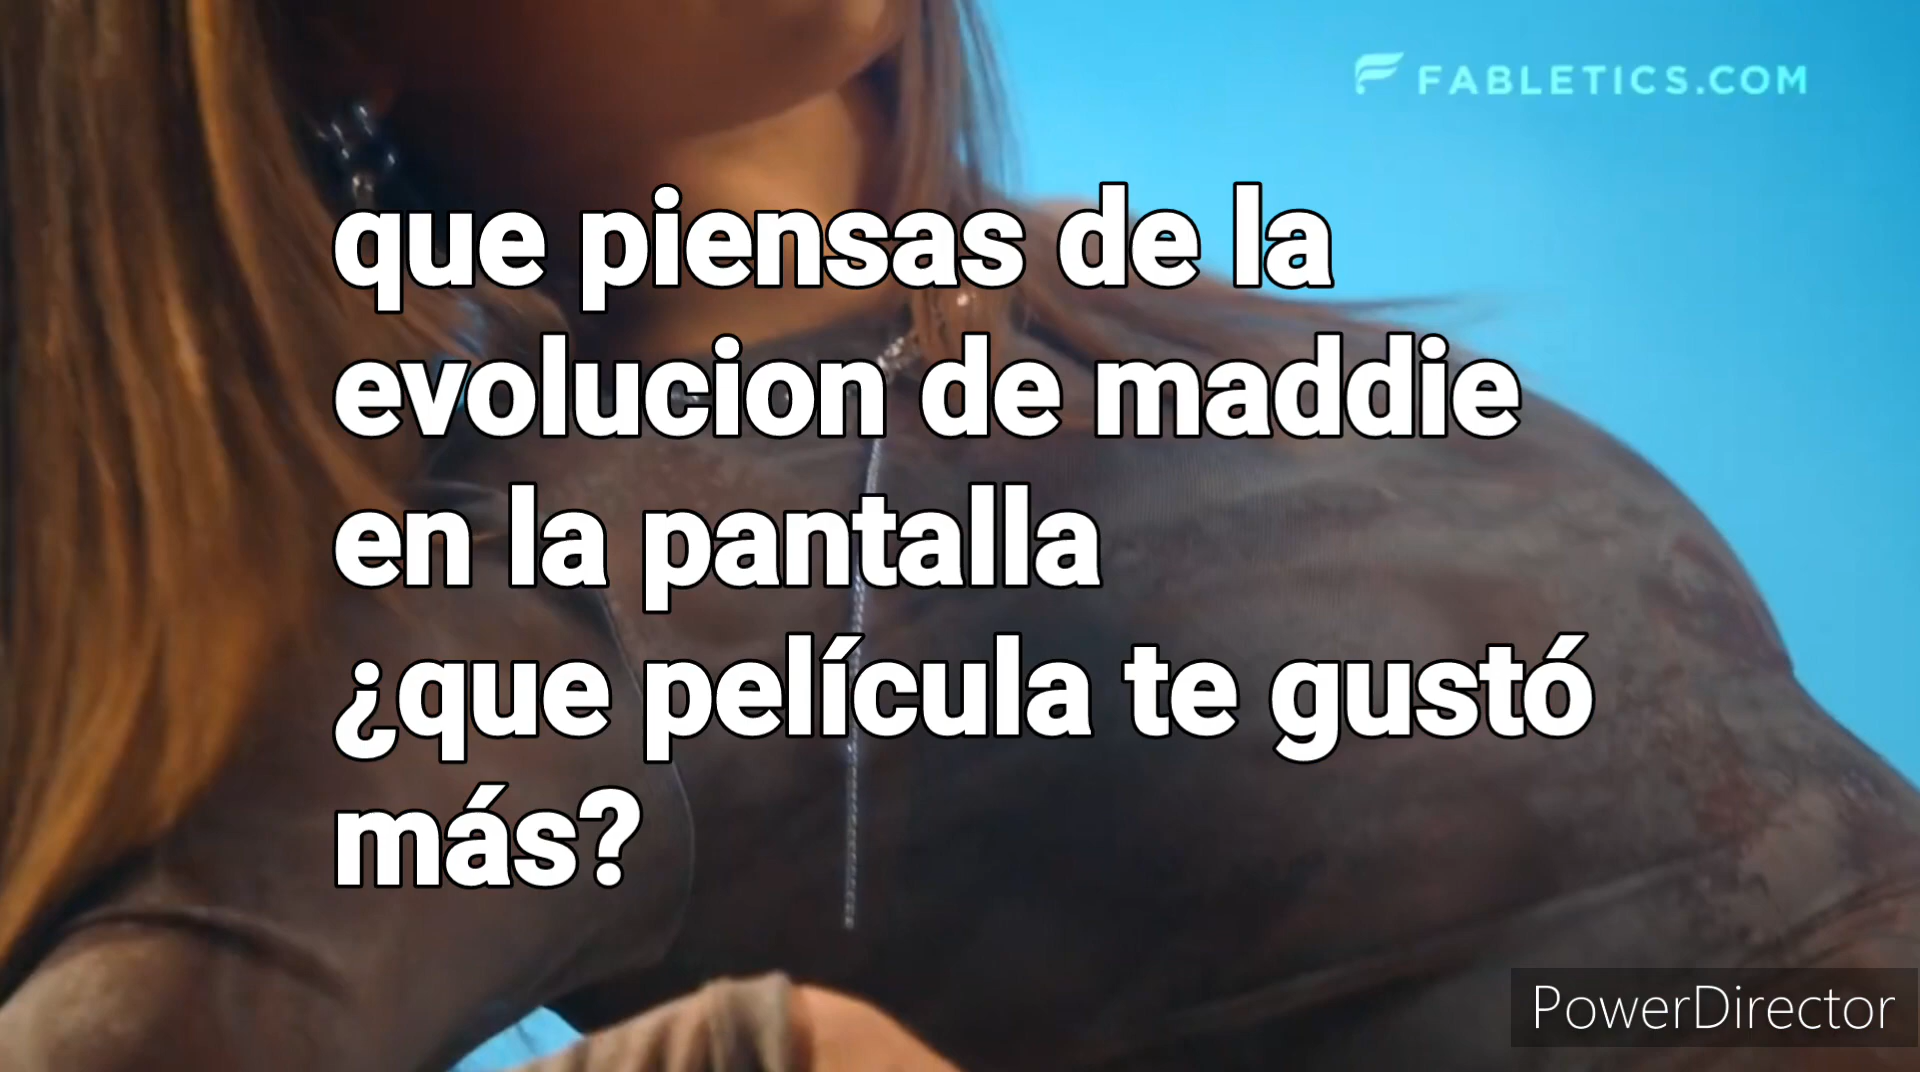 FABLETICS.COM
que piensas de la
evolucion de maddie
en la pantalla
¿que película te gustó
más?
PowerDirector